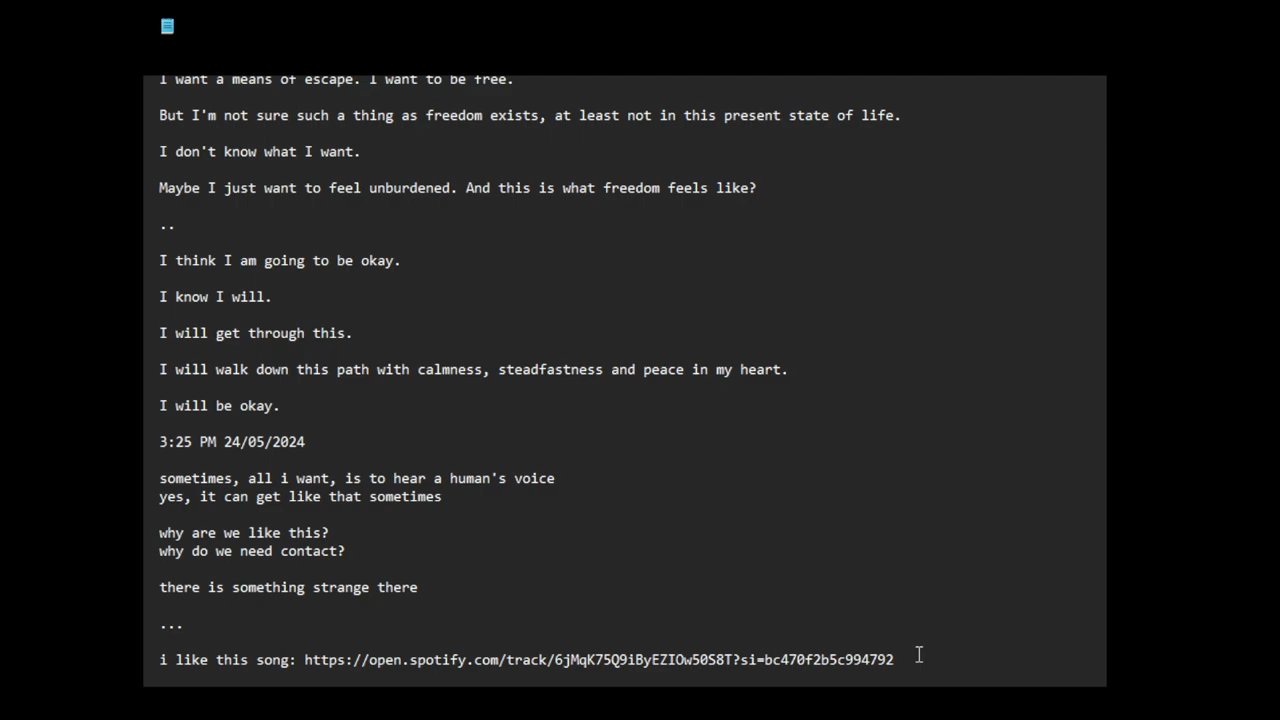 I want a means of escape. I want to be free.
But I'm not sure such a thing as freedom exists, at least not in this present state of life.
I don't know what I want.
Maybe I just want to feel unburdened. And this is what freedom feels like?
..
I think I am going to be okay.
I know I will.
I will get through this.
I will walk down this path with calmness, steadfastness and peace in my heart.
I will be okay.
3:25 PM 24/05/2024
sometimes, all i want, is to hear a human's voice
yes, it can get like that sometimes
why are we like this?
why do we need contact?
there is something strange there
...
i like this song: https://open.spotify.com/track/6jMqK75Q9iByEZIOw50S8T?si=bc470f2b5c994792